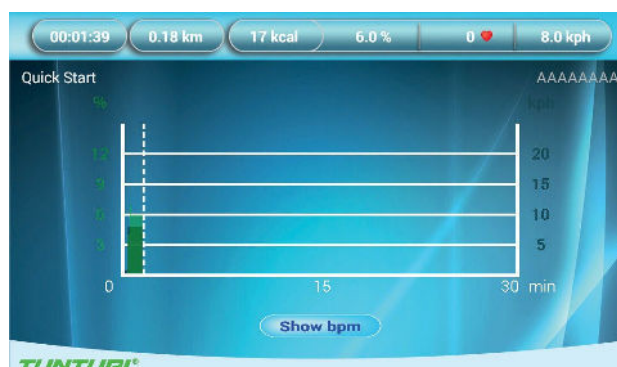 00:01:39 0.18 km 17 kcal 6.0 % 0 8.0 kph
Quick Start AAAAAAAA
% kph
12 20
9 15
6 10
3 5
0 15 30 min
Show bpm
TUNTURI®